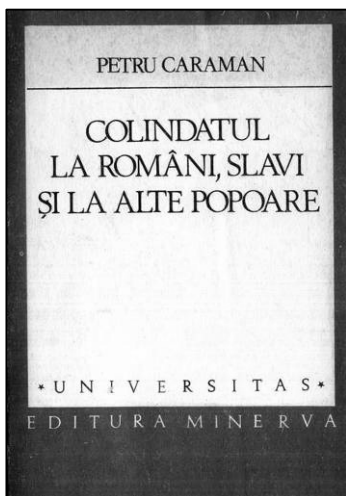 PETRU CARAMAN
COLINDATUL
LA ROMÂNI, SLAVI
ȘI LA ALTE POPOARE
*UNIVERSITAS*
EDITURA MINERVA